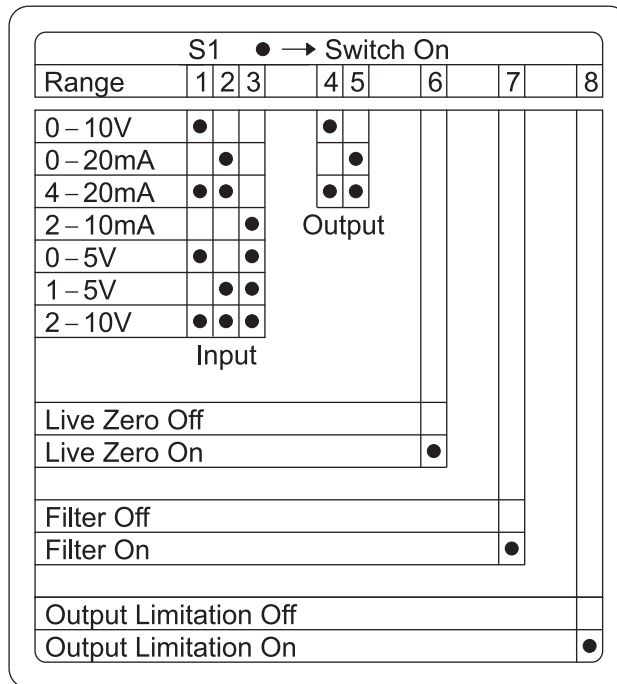 S1 ● → Switch On
Range 1 2 3 4 5 6 7 8
0 – 10V ● ●
0 – 20mA ● ●
4 – 20mA ● ● ● ●
2 – 10mA ●
Output
0 – 5V ● ●
1 – 5V ● ●
2 – 10V ● ● ●
Input
Live Zero Off
Live Zero On ●
Filter Off
Filter On ●
Output Limitation Off
Output Limitation On ●